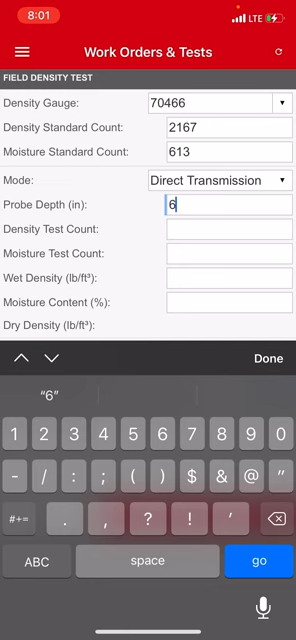 8:01 LTE
Work Orders & Tests
FIELD DENSITY TEST
Density Gauge: 70466
Density Standard Count: 2167
Moisture Standard Count: 613
Mode: Direct Transmission
Probe Depth (in): 6
Density Test Count:
Moisture Test Count:
Wet Density (lb/ft³):
Moisture Content (%):
Dry Density (lb/ft³):
Done
“6”
1 2 3 4 5 6 7 8 9 0
- / : ; ( ) $ & @ "
#+= . , ? ! ’
ABC space go